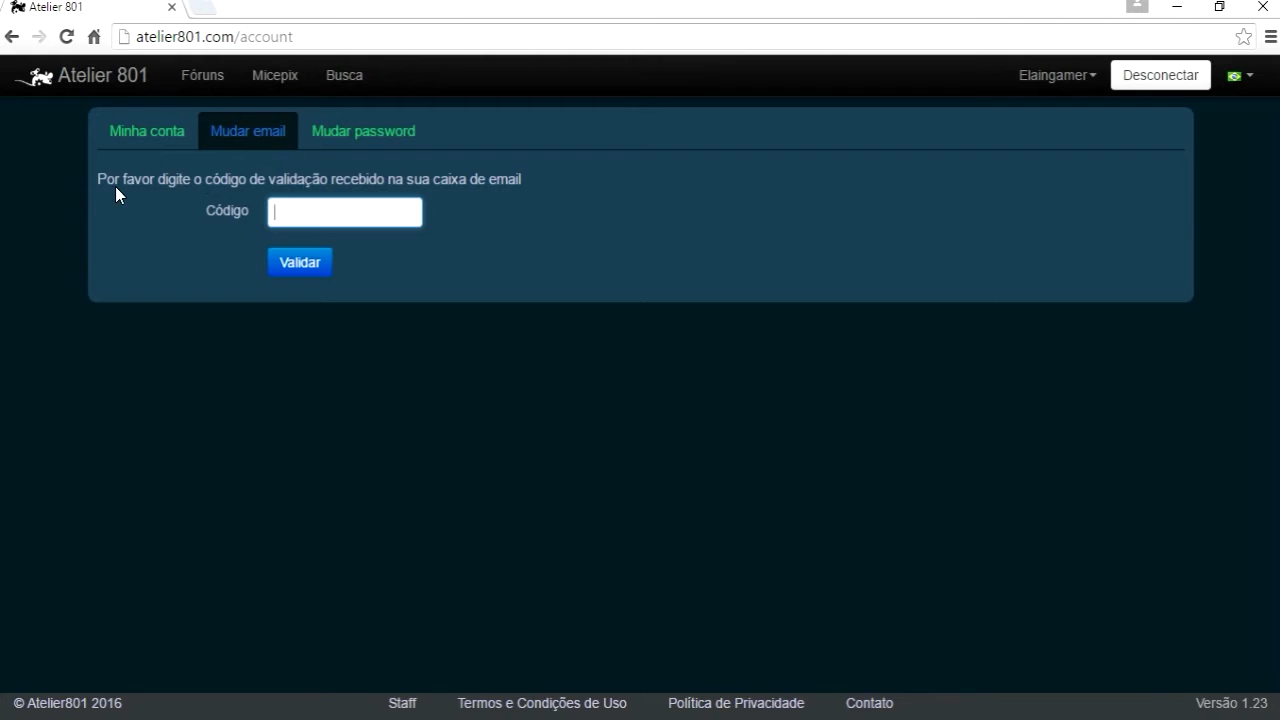 Atelier 801
atelier801.com/account
Atelier 801 Fóruns Micepix Busca Elaingamer Desconectar
Minha conta Mudar email Mudar password
Por favor digite o código de validação recebido na sua caixa de email
Código
Validar
© Atelier801 2016 Staff Termos e Condições de Uso Política de Privacidade Contato Versão 1.23